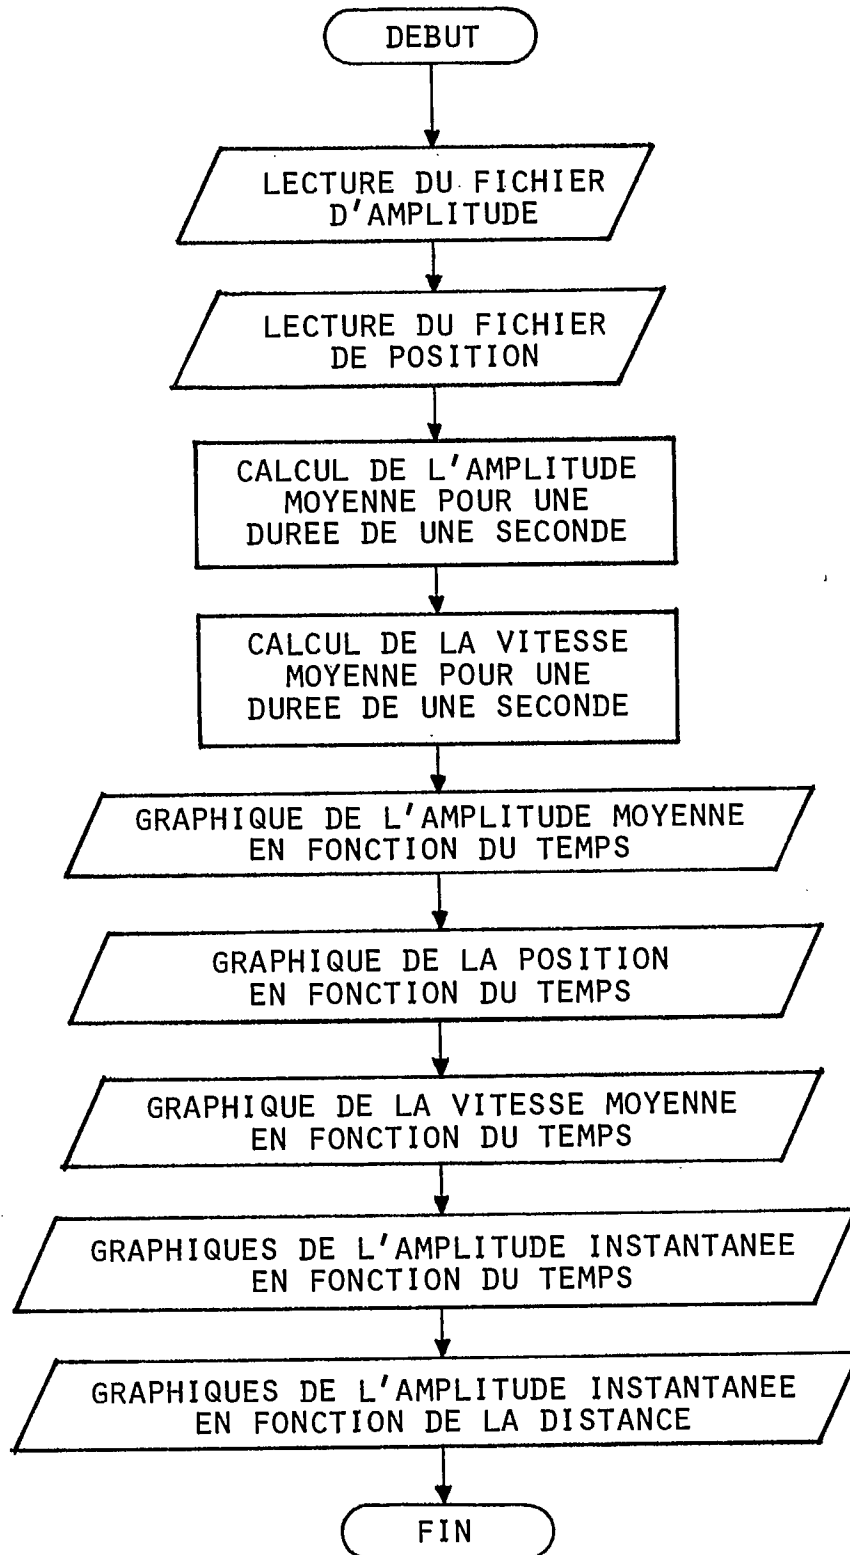 DEBUT
LECTURE DU FICHIER
D'AMPLITUDE
LECTURE DU FICHIER
DE POSITION
CALCUL DE L'AMPLITUDE
MOYENNE POUR UNE
DUREE DE UNE SECONDE
CALCUL DE LA VITESSE
MOYENNE POUR UNE
DUREE DE UNE SECONDE
GRAPHIQUE DE L'AMPLITUDE MOYENNE
EN FONCTION DU TEMPS
GRAPHIQUE DE LA POSITION
EN FONCTION DU TEMPS
GRAPHIQUE DE LA VITESSE MOYENNE
EN FONCTION DU TEMPS
GRAPHIQUES DE L'AMPLITUDE INSTANTANEE
EN FONCTION DU TEMPS
GRAPHIQUES DE L'AMPLITUDE INSTANTANEE
EN FONCTION DE LA DISTANCE
FIN